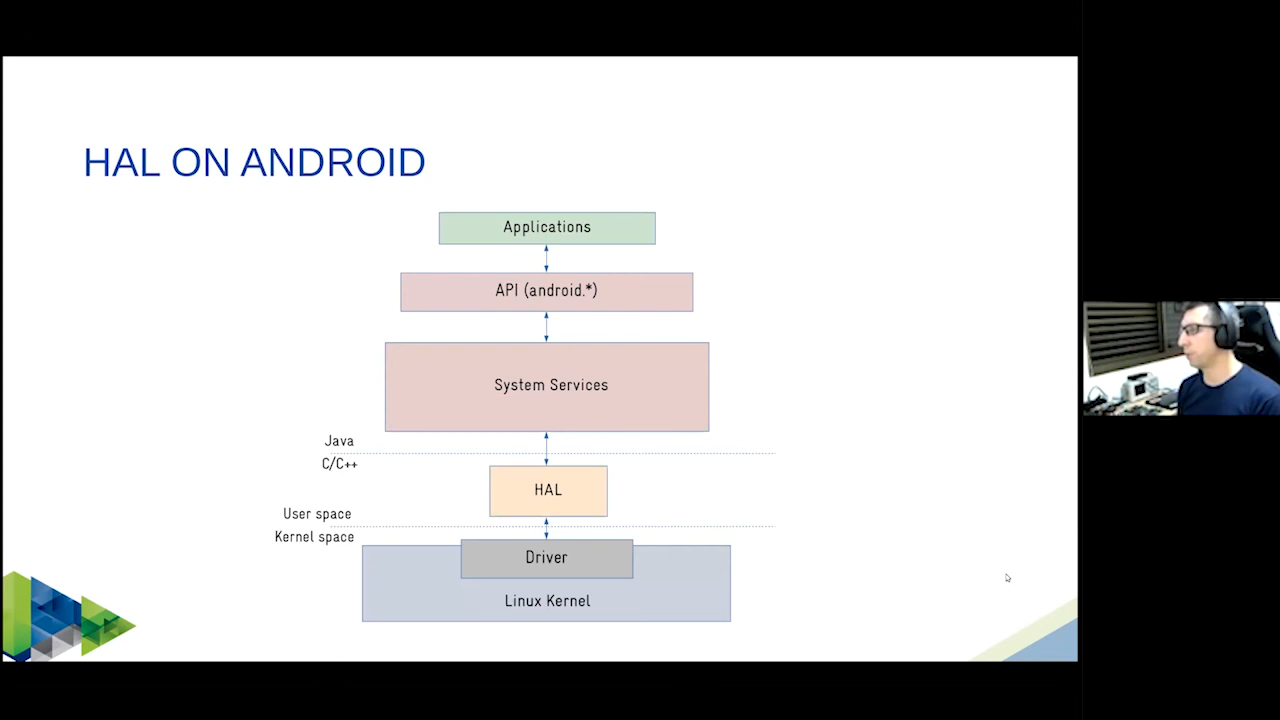 HAL ON ANDROID
Applications
API (android.*)
System Services
Java
C/C++
HAL
User space
Kernel space
Driver
Linux Kernel